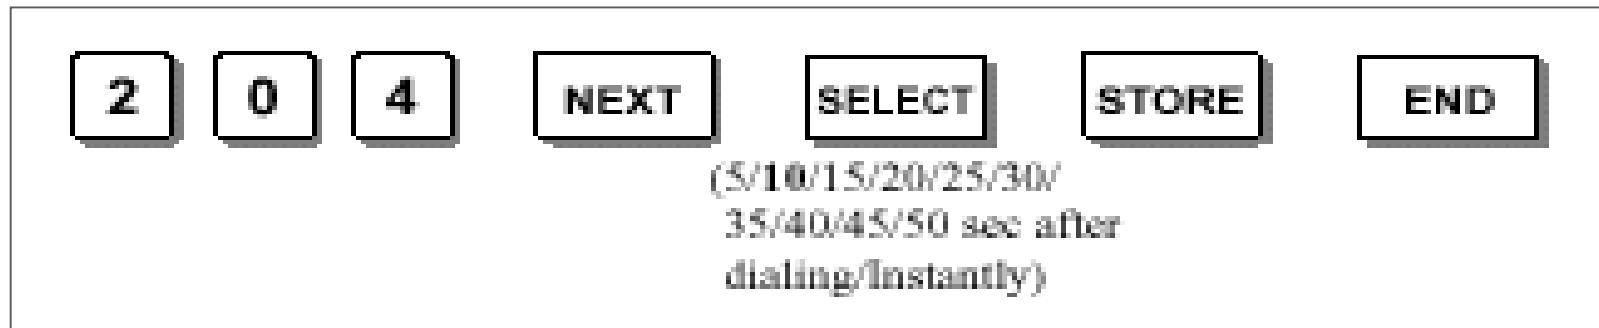 2 0 4 NEXT SELECT STORE END
(5/10/15/20/25/30/
35/40/45/50 sec after
dialing/Instantly)